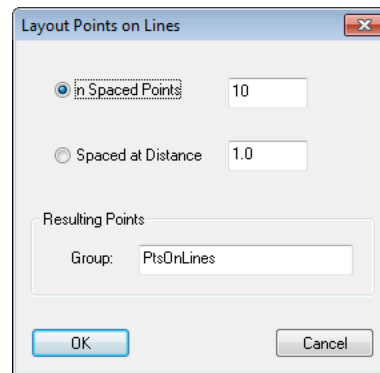 Layout Points on Lines
n Spaced Points 10
Spaced at Distance 1.0
Resulting Points
Group: PtsOnLines
OK Cancel